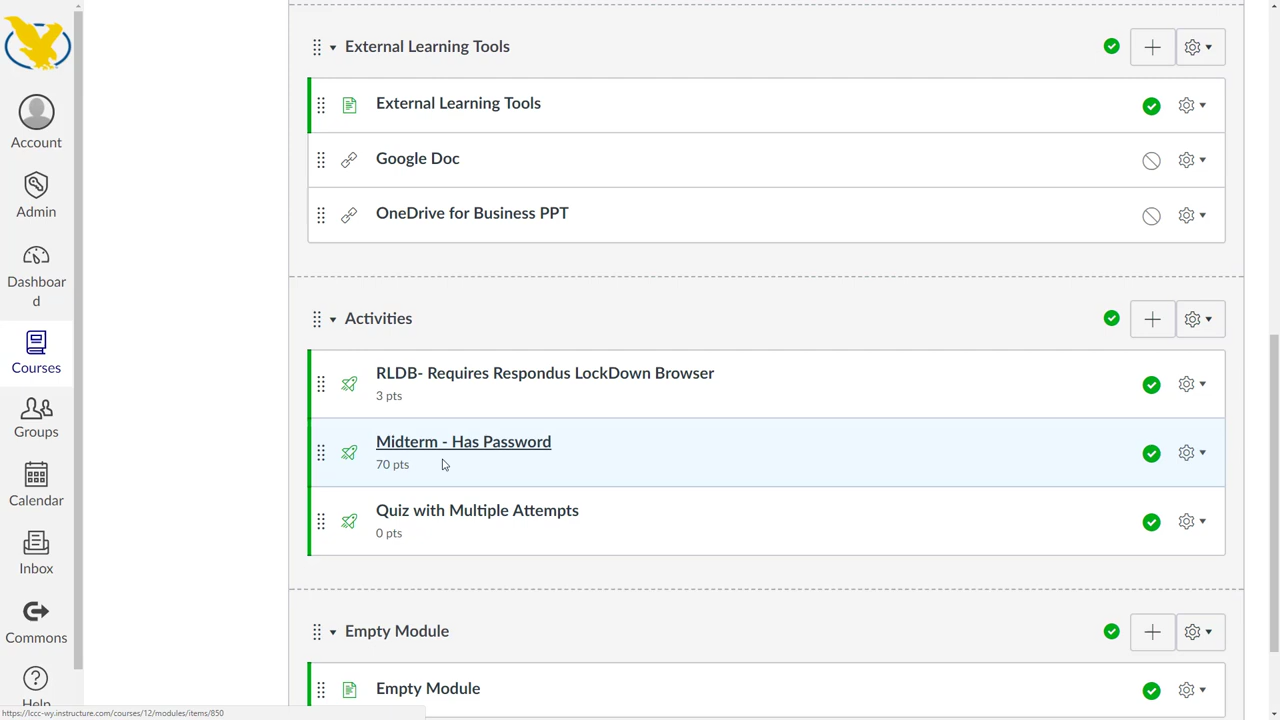 External Learning Tools
External Learning Tools
Google Doc
OneDrive for Business PPT
Activities
RLDB- Requires Respondus LockDown Browser
3 pts
Midterm - Has Password
70 pts
Quiz with Multiple Attempts
0 pts
Empty Module
Empty Module
Account
Admin
Dashboar
d
Courses
Groups
Calendar
Inbox
Commons
Help
https://lccc-wy.instructure.com/courses/12/modules/items/850